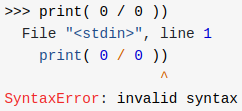 >>> print( 0 / 0 ))
  File "<stdin>", line 1
    print( 0 / 0 ))
                  ^
SyntaxError: invalid syntax